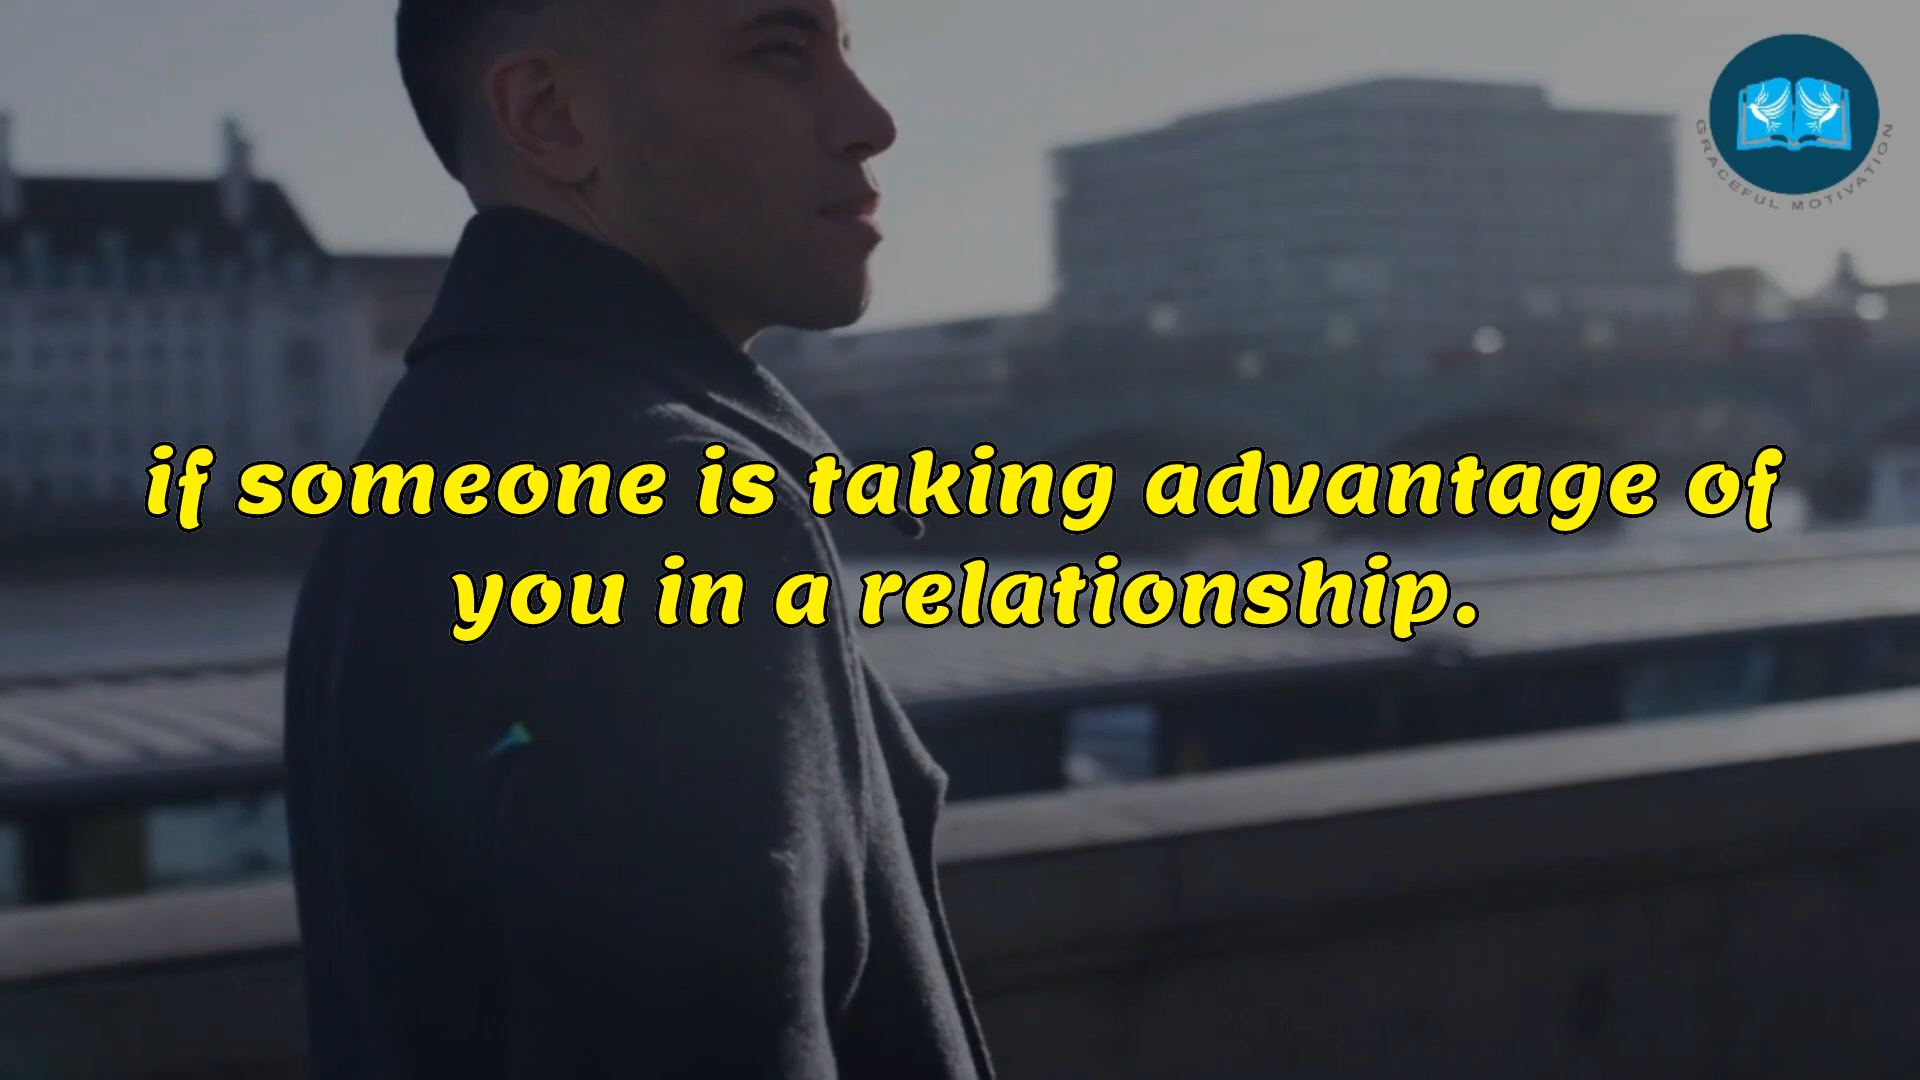 GRACEFUL MOTIVATION
if someone is taking advantage of
you in a relationship.